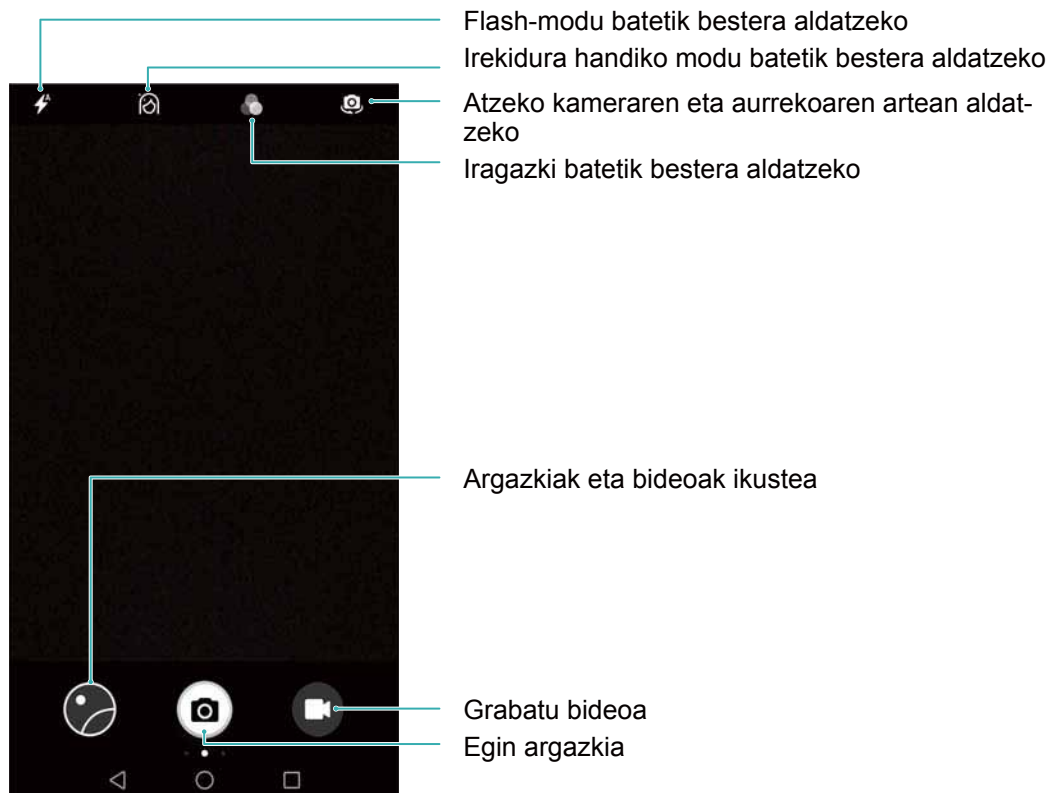 Flash-modu batetik bestera aldatzeko
Irekidura handiko modu batetik bestera aldatzeko
Atzeko kameraren eta aurrekoaren artean aldat-
zeko
Iragazki batetik bestera aldatzeko
Argazkiak eta bideoak ikustea
Grabatu bideoa
Egin argazkia